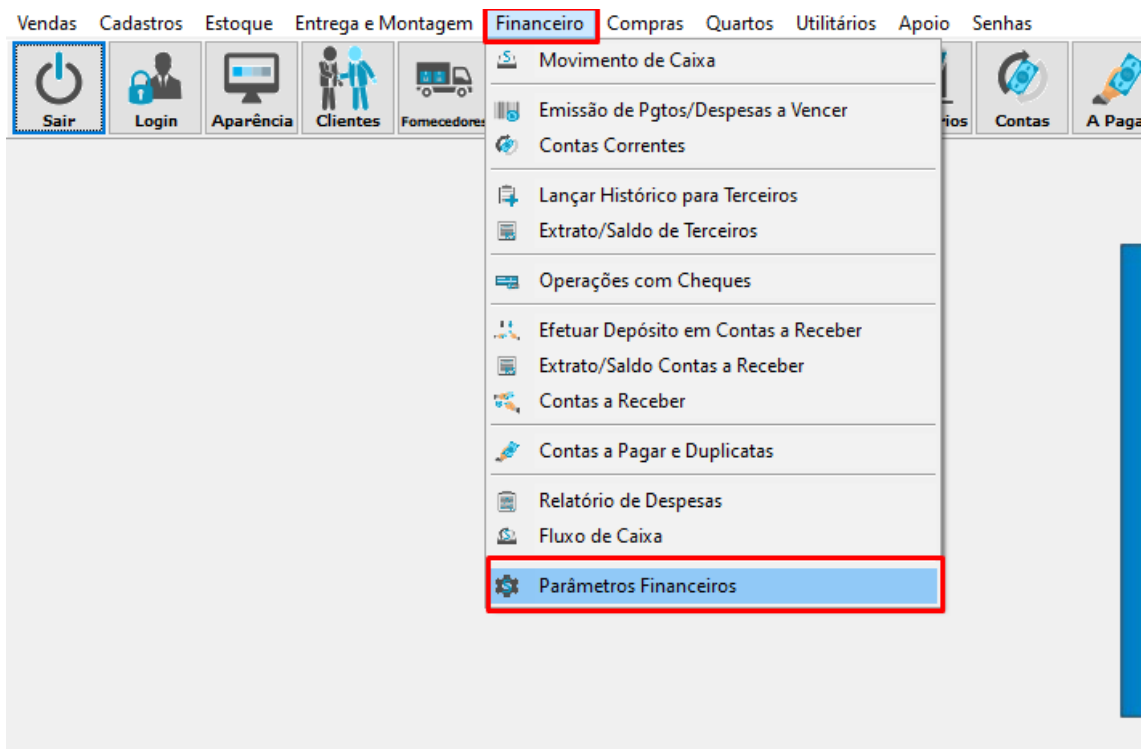 Vendas Cadastros Estoque Entrega e Montagem Financeiro Compras Quartos Utilitários Apoio Senhas
Sair Login Aparência Clientes Fornecedores Contas
Movimento de Caixa
Emissão de Pgtos/Despesas a Vencer
Contas Correntes
Lançar Histórico para Terceiros
Extrato/Saldo de Terceiros
Operações com Cheques
Efetuar Depósito em Contas a Receber
Extrato/Saldo Contas a Receber
Contas a Receber
Contas a Pagar e Duplicatas
Relatório de Despesas
Fluxo de Caixa
Parâmetros Financeiros